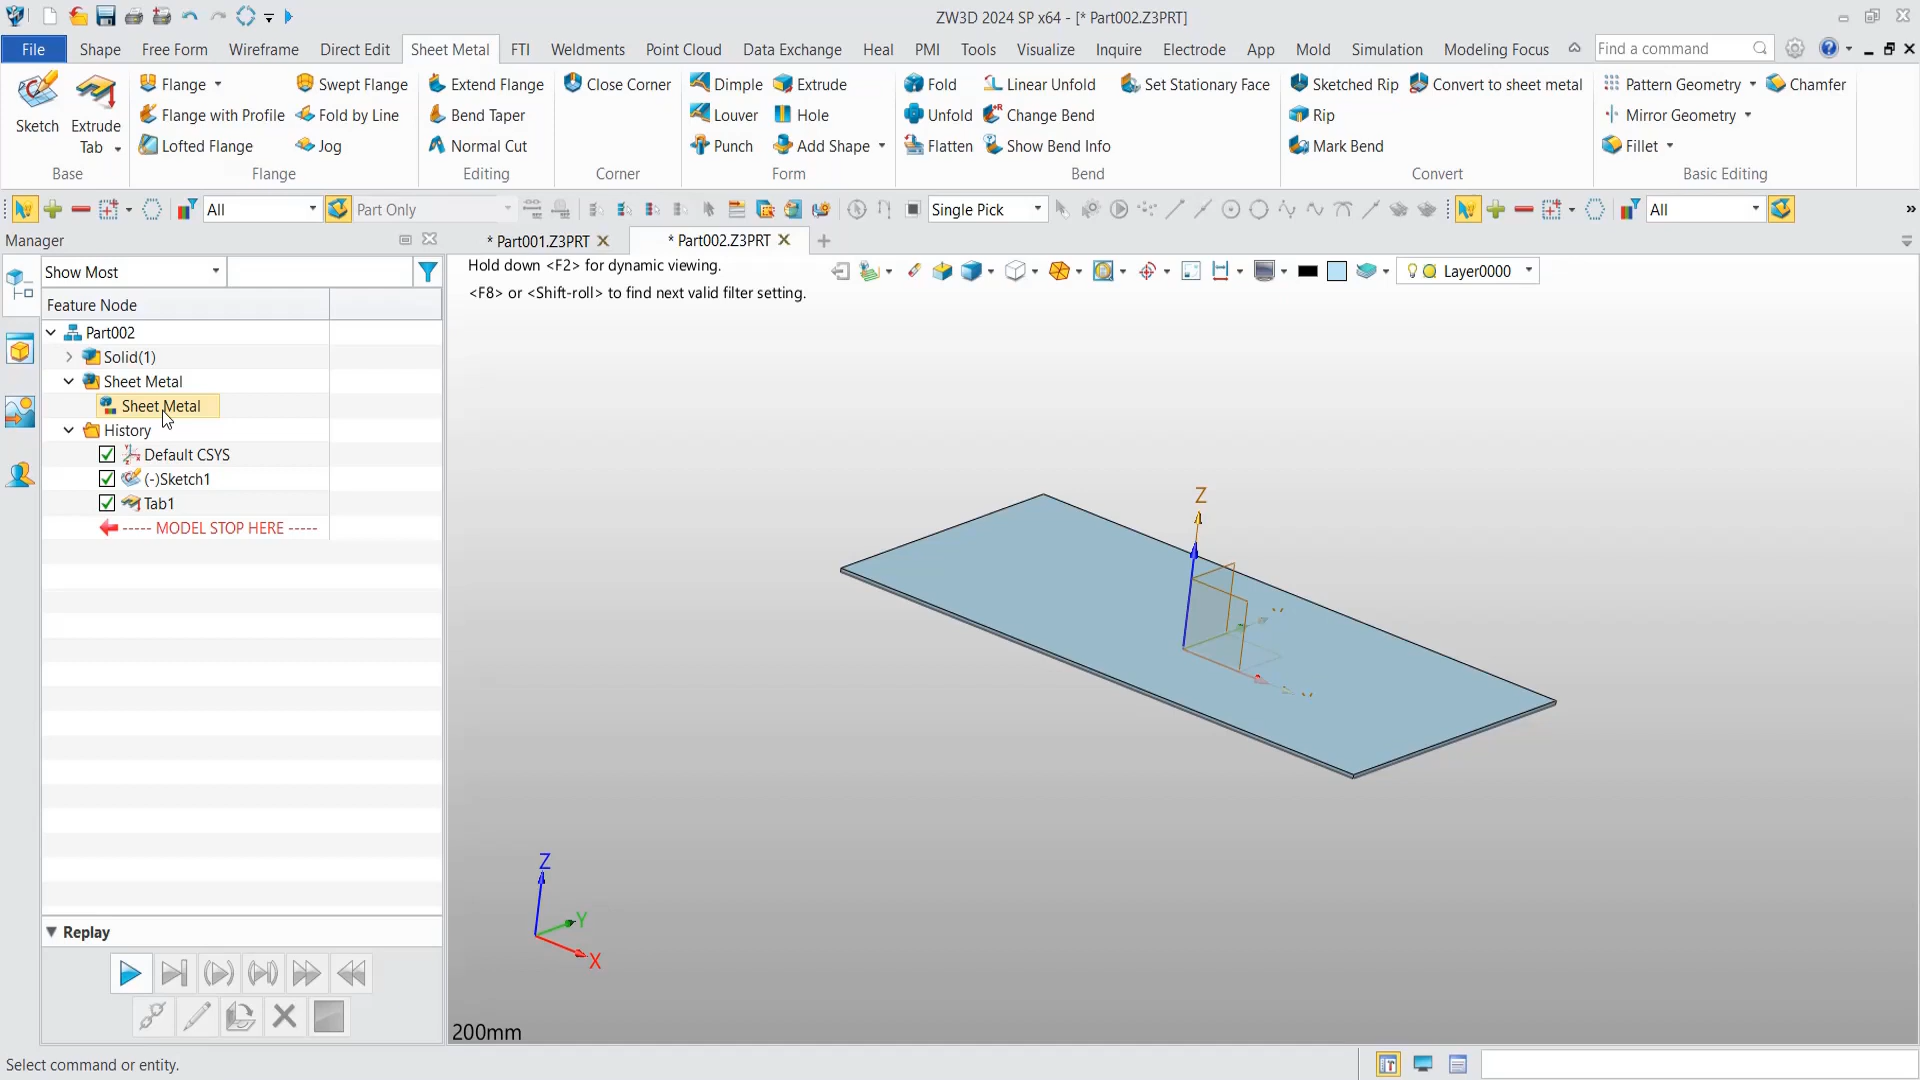 ZW3D 2024 SP x64 - [* Part002.Z3PRT]
File Shape Free Form Wireframe Direct Edit Sheet Metal FTI Weldments Point Cloud Data Exchange Heal PMI Tools Visualize Inquire Electrode App Mold Simulation Modeling Focus Find a command
Flange Swept Flange Extend Flange Close Corner Dimple Extrude Fold Linear Unfold Set Stationary Face Sketched Rip Convert to sheet metal Pattern Geometry Chamfer
Sketch Extrude Flange with Profile Fold by Line Bend Taper Louver Hole Unfold Change Bend Rip Mirror Geometry
Tab Lofted Flange Jog Normal Cut Punch Add Shape Flatten Show Bend Info Mark Bend Fillet
Base Flange Editing Corner Form Bend Convert Basic Editing
All Part Only Single Pick All
Manager * Part001.Z3PRT * Part002.Z3PRT
Show Most
Hold down <F2> for dynamic viewing.
<F8> or <Shift-roll> to find next valid filter setting.
Layer0000
Feature Node
Part002
Solid(1)
Sheet Metal
Sheet Metal
History
Default CSYS
(-)Sketch1
Tab1
----- MODEL STOP HERE -----
Z
Z
Y
X
Replay
200mm
Select command or entity.